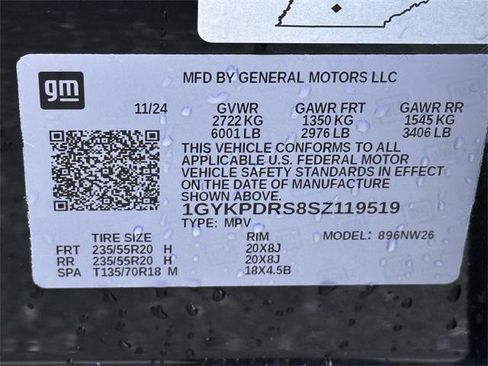 gm
MFD BY GENERAL MOTORS LLC
11/24 GVWR GAWR FRT GAWR RR
2722 KG 1350 KG 1545 KG
6001 LB 2976 LB 3406 LB
THIS VEHICLE CONFORMS TO ALL
APPLICABLE U.S. FEDERAL MOTOR
VEHICLE SAFETY STANDARDS IN EFFECT
ON THE DATE OF MANUFACTURE
SHOWN ABOVE.
1GYKPDRS8SZ119519
TYPE: MPV
TIRE SIZE RIM MODEL: 896NW26
FRT 235/55R20 H 20X8J
RR 235/55R20 H 20X8J
SPA T135/70R18 M 18X4.5B